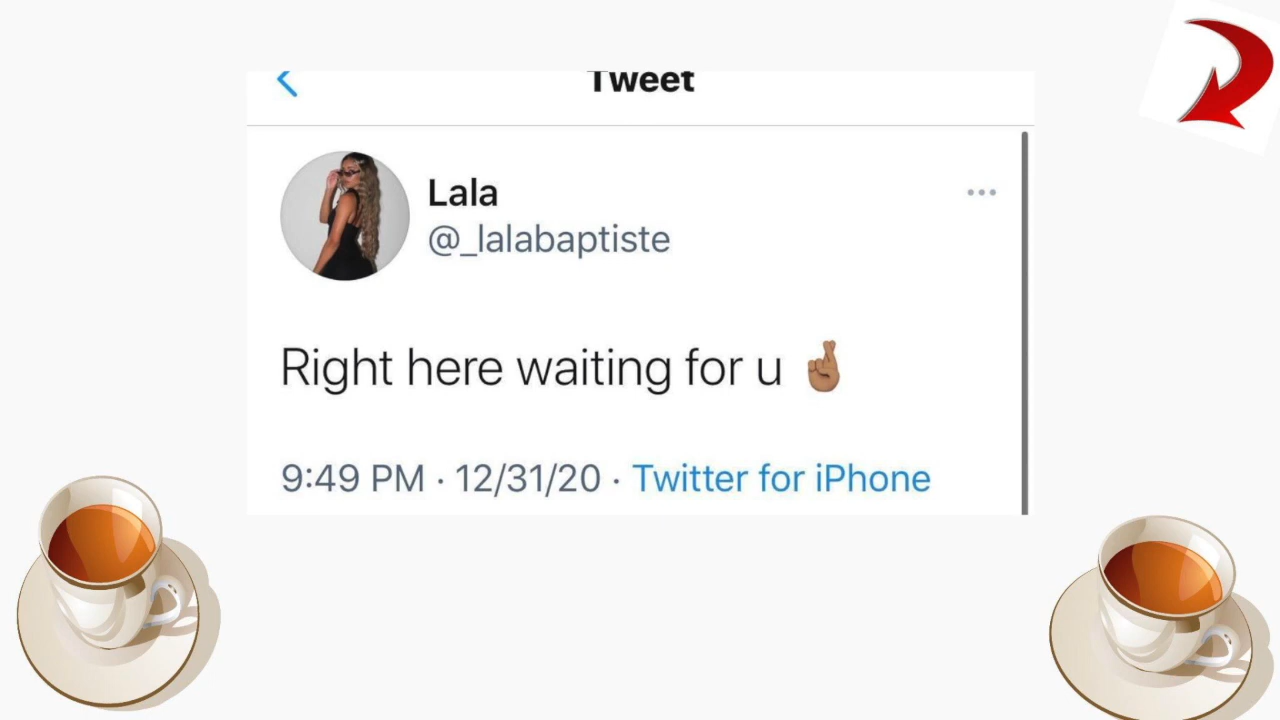 Tweet
Lala
@_lalabaptiste
Right here waiting for u 🤞🏾
9:49 PM · 12/31/20 · Twitter for iPhone